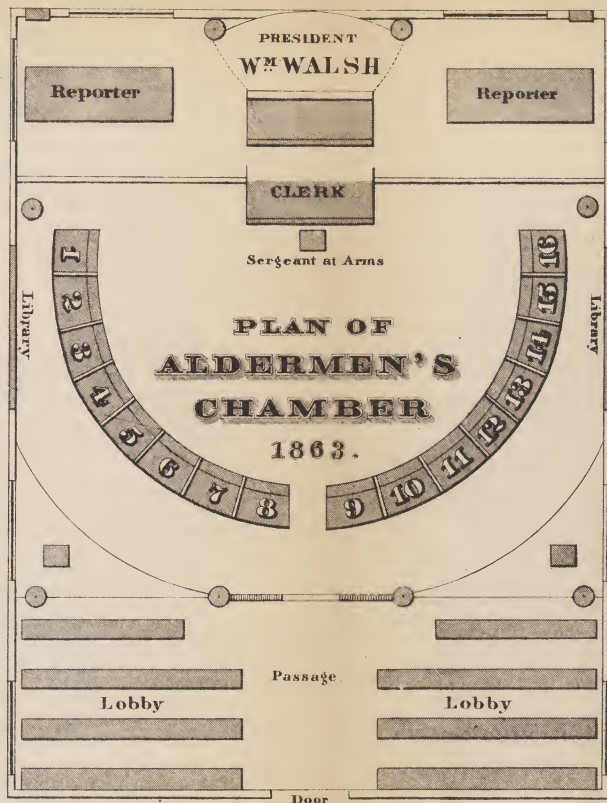 PRESIDENT
WM WALSH
Reporter
Reporter
CLERK
Sergeant at Arms
Library
Library
1
2
3
4
5
6
7
8
9
10
11
12
13
14
15
16
PLAN OF
ALDERMEN'S
CHAMBER
1863.
Passage
Lobby
Lobby
Door